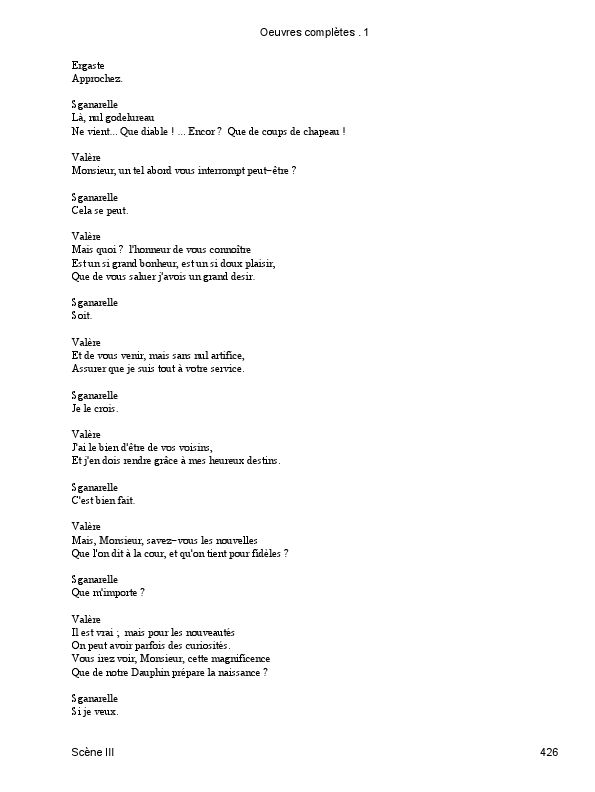 Oeuvres complètes . 1
Ergaste
Approchez.
Sganarelle
Là, nul godelureau
Ne vient... Que diable ! ... Encor ?  Que de coups de chapeau !
Valère
Monsieur, un tel abord vous interrompt peut−être ?
Sganarelle
Cela se peut.
Valère
Mais quoi ?  l'honneur de vous connoître
Est un si grand bonheur, est un si doux plaisir,
Que de vous saluer j'avois un grand desir.
Sganarelle
Soit.
Valère
Et de vous venir, mais sans nul artifice,
Assurer que je suis tout à votre service.
Sganarelle
Je le crois.
Valère
J'ai le bien d'être de vos voisins,
Et j'en dois rendre grâce à mes heureux destins.
Sganarelle
C'est bien fait.
Valère
Mais, Monsieur, savez−vous les nouvelles
Que l'on dit à la cour, et qu'on tient pour fidèles ?
Sganarelle
Que m'importe ?
Valère
Il est vrai ;  mais pour les nouveautés
On peut avoir parfois des curiosités.
Vous irez voir, Monsieur, cette magnificence
Que de notre Dauphin prépare la naissance ?
Sganarelle
Si je veux.
Scène III
426